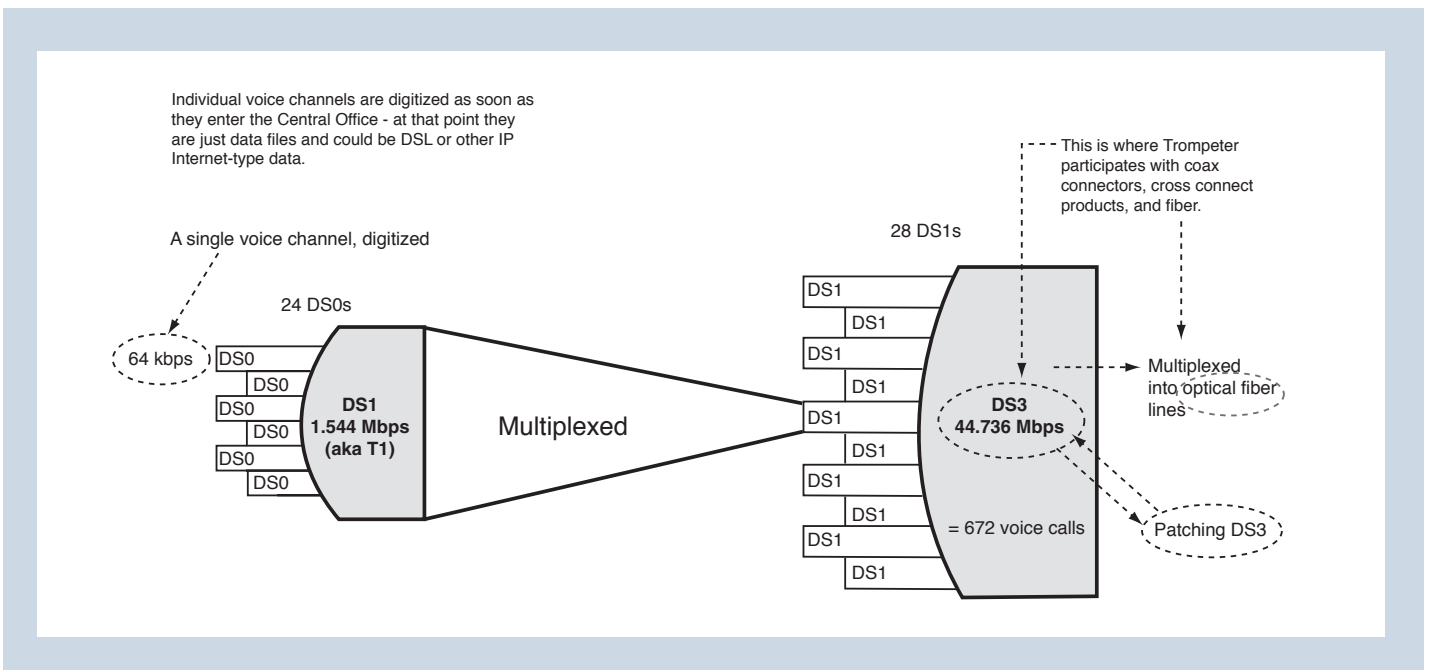 Individual voice channels are digitized as soon as
they enter the Central Office - at that point they
are just data files and could be DSL or other IP
Internet-type data.
This is where Trompeter
participates with coax
connectors, cross connect
products, and fiber.
A single voice channel, digitized
28 DS1s
24 DS0s
64 kbps
DS0
DS0
DS0
DS0
DS0
DS0
DS1
1.544 Mbps
(aka T1)
Multiplexed
DS1
DS1
DS1
DS1
DS1
DS1
DS1
DS1
DS1
DS1
DS3
44.736 Mbps
= 672 voice calls
Multiplexed
into optical fiber
lines
Patching DS3